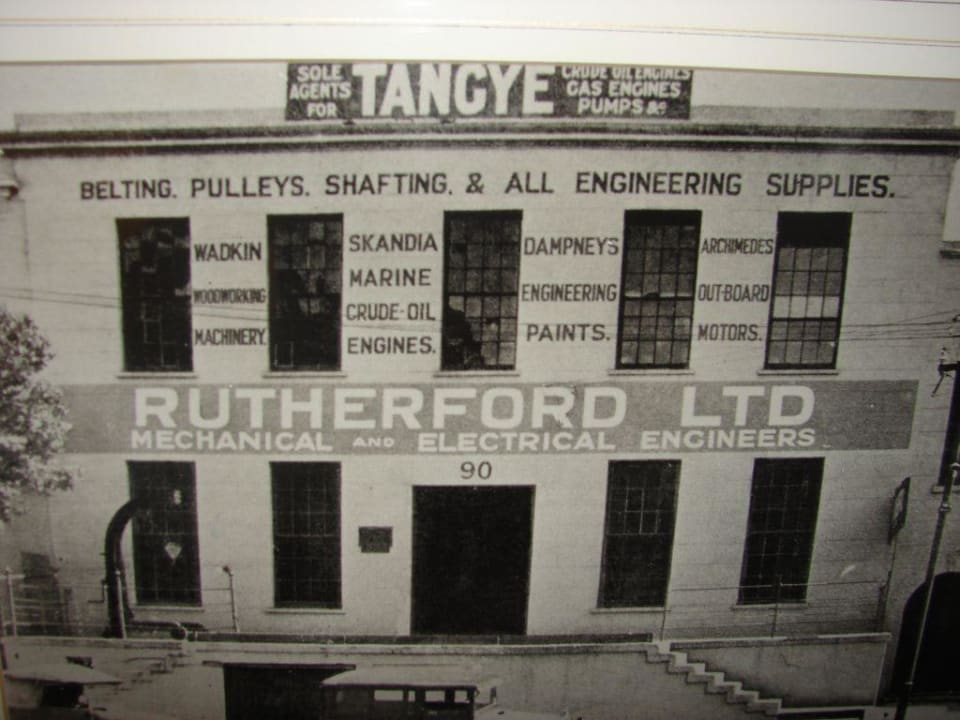 SOLE AGENTS FOR
TANGYE
CRUDE OIL ENGINES
GAS ENGINES
PUMPS &c
BELTING. PULLEYS. SHAFTING. & ALL ENGINEERING SUPPLIES.
WADKIN
WOODWORKING
MACHINERY.
SKANDIA
MARINE
CRUDE-OIL
ENGINES.
DAMPNEYS
ENGINEERING
PAINTS.
ARCHIMEDES
OUT-BOARD
MOTORS.
RUTHERFORD LTD
MECHANICAL AND ELECTRICAL ENGINEERS
90